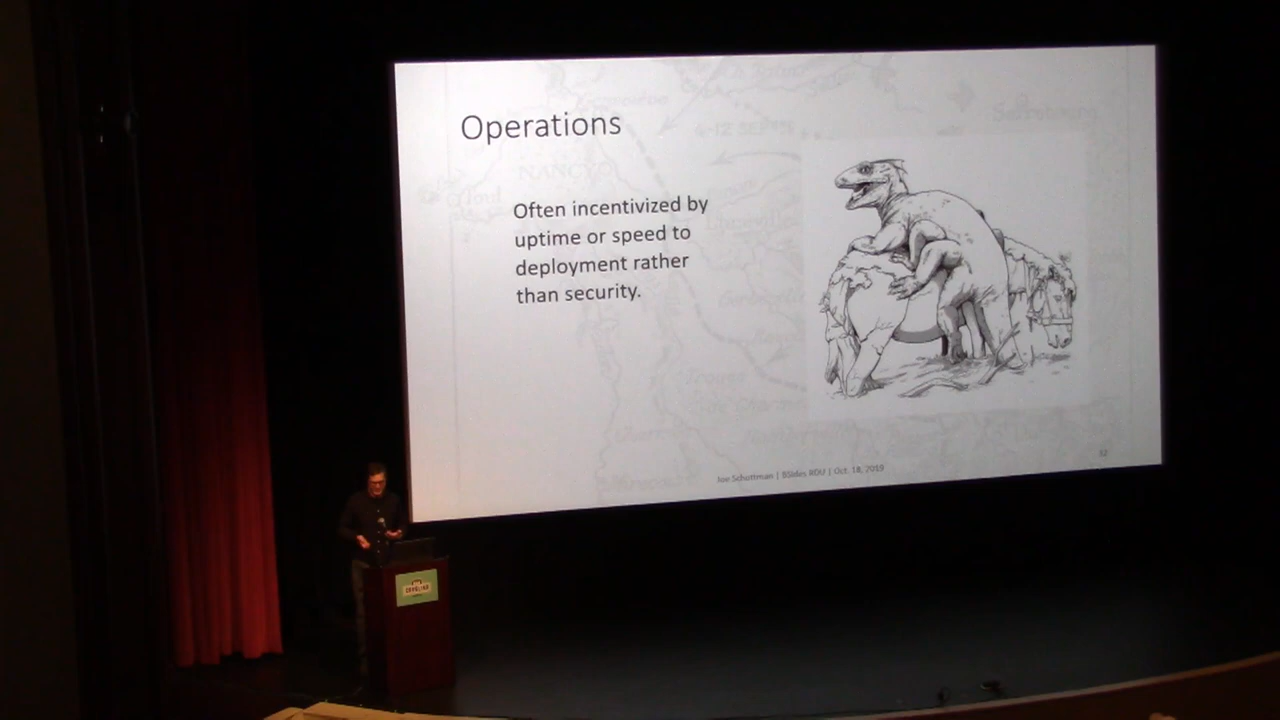 Operations
Often incentivized by
uptime or speed to
deployment rather
than security.
Joe Schottman | BSides RDU | Oct. 18, 2019
NANCY
CAROLINA